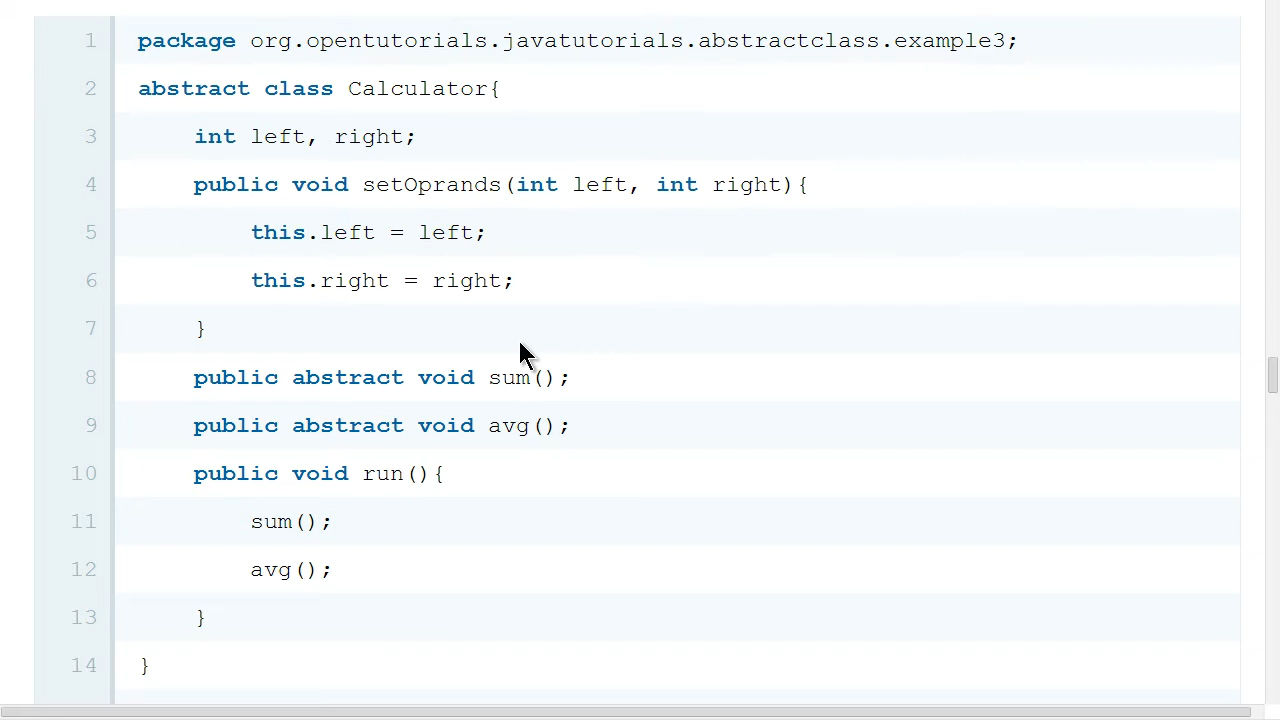 1 package org.opentutorials.javatutorials.abstractclass.example3;
2 abstract class Calculator{
3 int left, right;
4 public void setOprands(int left, int right){
5 this.left = left;
6 this.right = right;
7 }
8 public abstract void sum();
9 public abstract void avg();
10 public void run(){
11 sum();
12 avg();
13 }
14 }